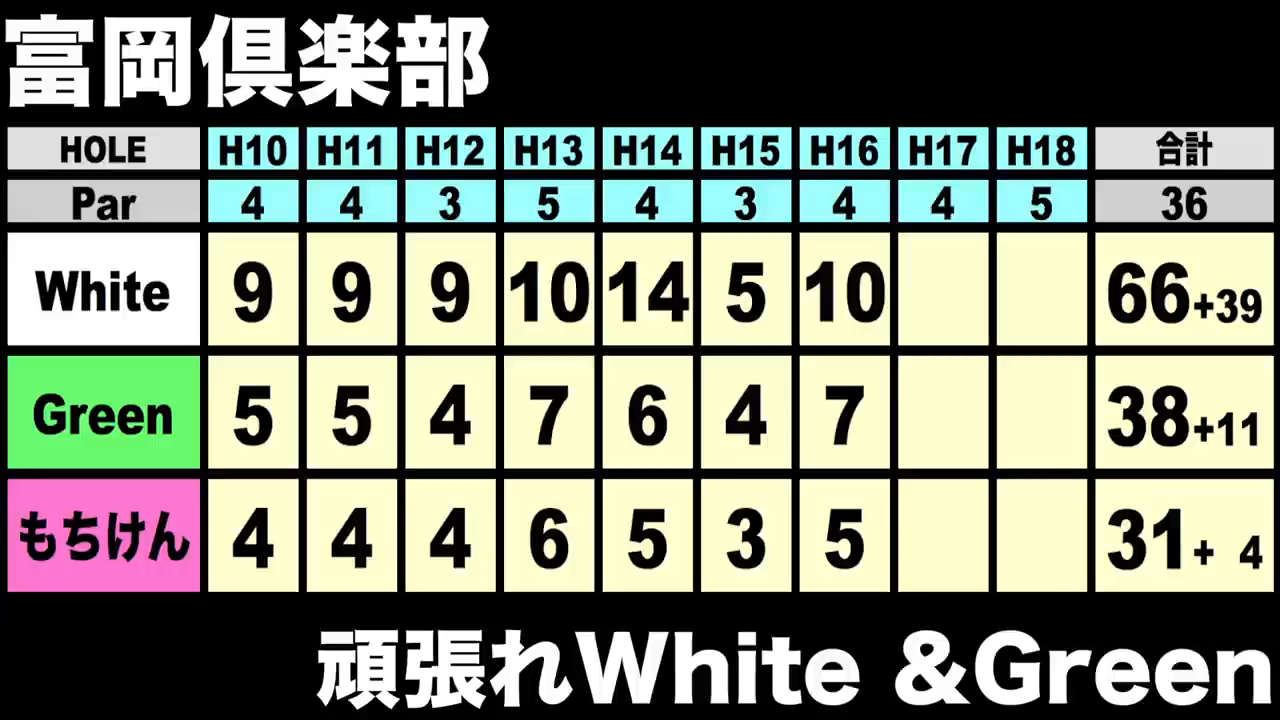 富岡倶楽部
HOLE H10 H11 H12 H13 H14 H15 H16 H17 H18 合計
Par 4 4 3 5 4 3 4 4 5 36
White 9 9 9 10 14 5 10 66+39
Green 5 5 4 7 6 4 7 38+11
もちけん 4 4 4 6 5 3 5 31+ 4
頑張れWhite &Green